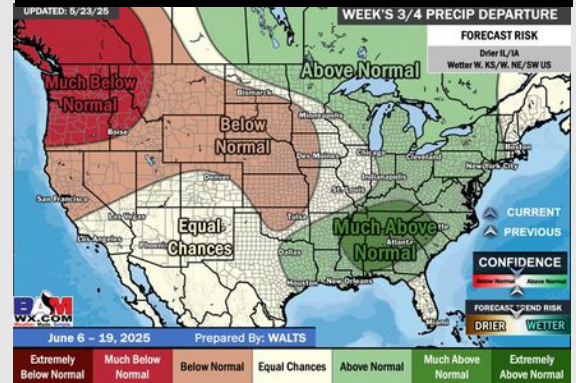 UPDATED: 5/23/25
WEEK'S 3/4 PRECIP DEPARTURE
FORECAST RISK
Drier IL/IA
Wetter W. KS/W. NE/SW US
Above Normal
Much Below
Normal
Bismarck
Minneapolis
Boise
Below
Normal
Boston
Des Moines
Chicago
Cleveland
New York City
Indianapolis
Denver
St. Louis
San Francisco
Las Vegas
Equal
Chances
Tulsa
Much Above
Normal
CURRENT
PREVIOUS
Los Angeles
Phoenix
Dallas
Atlanta
CONFIDENCE
Below Normal
Above Normal
Houston
New Orleans
FORECAST TREND RISK
DRIER
WETTER
Miami
BAM
WX.COM
June 6 – 19, 2025
Prepared By: WALTS
Extremely
Below Normal
Much Below
Normal
Below Normal
Equal Chances
Above Normal
Much Above
Normal
Extremely
Above Normal